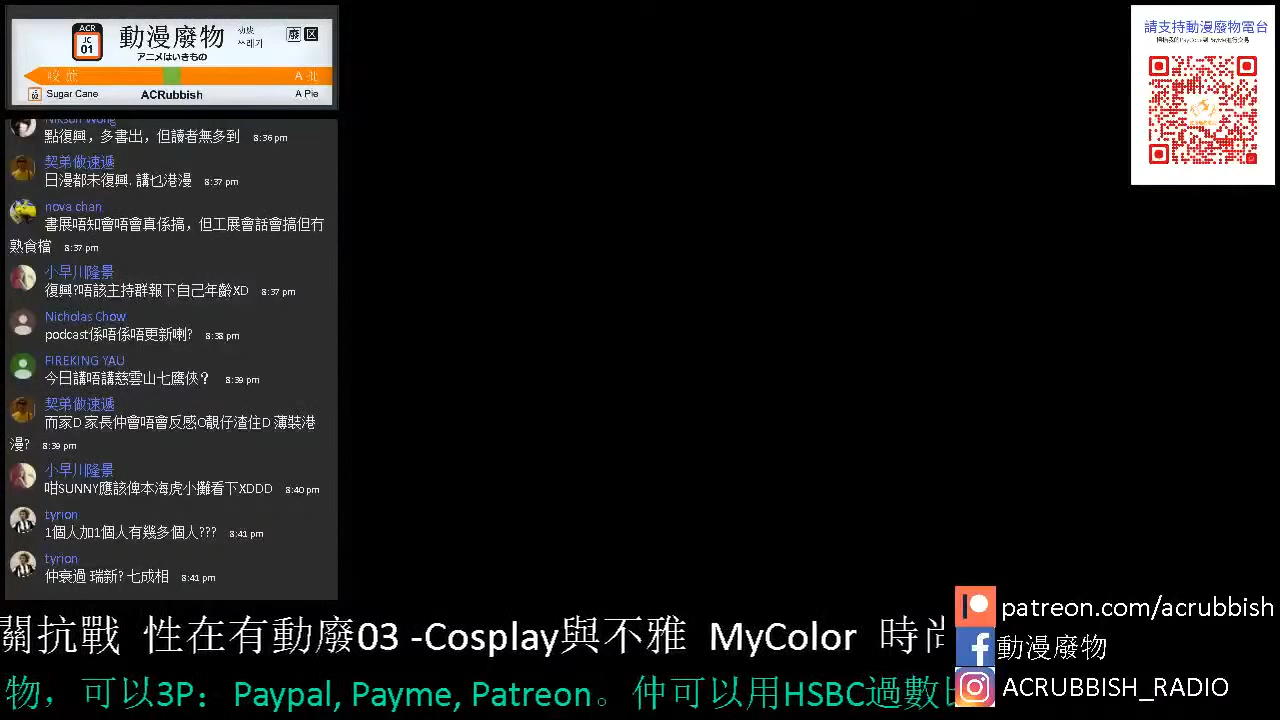 ACR
JC
01
動漫廢物
アニメはいきもの
쓰레기
廢 区
A 北
02
Sugar Cane
ACRubbish
A Pie
請支持動漫廢物電台
Nikson Wong
點復興，多書出，但讀者無多到 8:36 pm
契弟做速遞
日漫都未復興. 講乜港漫 8:37 pm
nova chan
書展唔知會唔會真係搞，但工展會話會搞但冇
熟食檔 8:37 pm
小早川隆景
復興?唔該主持群報下自己年齡XD 8:37 pm
Nicholas Chow
podcast係唔係唔更新喇? 8:38 pm
FIREKING YAU
今日講唔講慈雲山七鷹俠？ 8:39 pm
契弟做速遞
而家D 家長仲會唔會反感O靚仔渣住D 薄裝港
漫? 8:39 pm
小早川隆景
咁SUNNY應該俾本海虎小攤看下XDDD 8:40 pm
tyrion
1個人加1個人有幾多個人??? 8:41 pm
tyrion
仲衰過 瑞新? 七成相 8:41 pm
關抗戰 性在有動廢03 -Cosplay與不雅 MyColor 時尚
物，可以3P：Paypal, Payme, Patreon。仲可以用HSBC過數比
patreon.com/acrubbish
動漫廢物
ACRUBBISH_RADIO